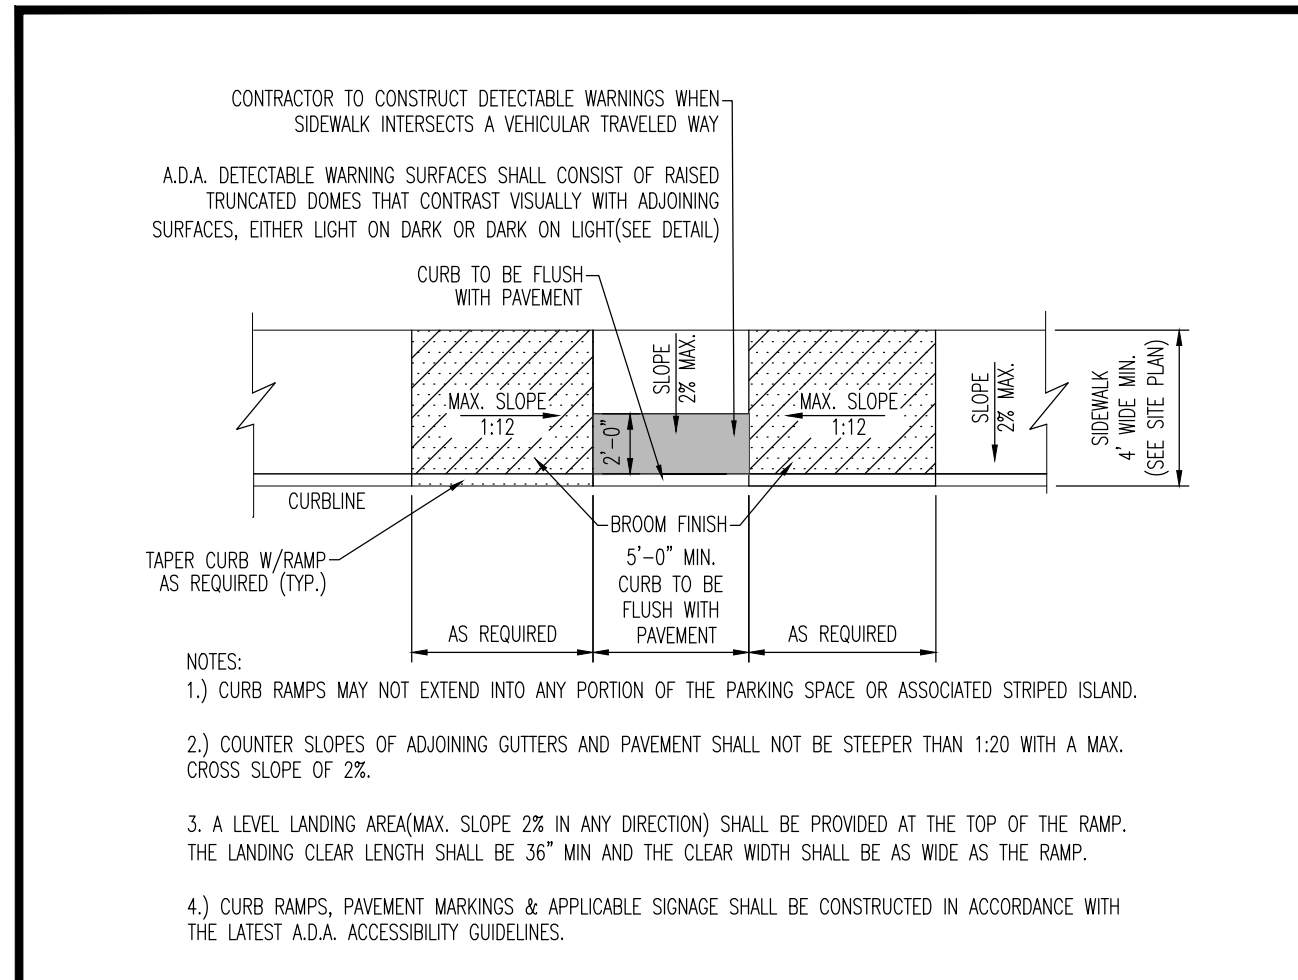 CONTRACTOR TO CONSTRUCT DETECTABLE WARNINGS WHEN
SIDEWALK INTERSECTS A VEHICULAR TRAVELED WAY
A.D.A. DETECTABLE WARNING SURFACES SHALL CONSIST OF RAISED
TRUNCATED DOMES THAT CONTRAST VISUALLY WITH ADJOINING
SURFACES, EITHER LIGHT ON DARK OR DARK ON LIGHT(SEE DETAIL)
CURB TO BE FLUSH
WITH PAVEMENT
SLOPE
2% MAX.
MAX. SLOPE
1:12
2'-0"
MAX. SLOPE
1:12
SLOPE
2% MAX.
SIDEWALK
4' WIDE MIN.
(SEE SITE PLAN)
CURBLINE
BROOM FINISH
TAPER CURB W/RAMP
AS REQUIRED (TYP.)
5'-0" MIN.
CURB TO BE
FLUSH WITH
PAVEMENT
AS REQUIRED
AS REQUIRED
NOTES:
1.) CURB RAMPS MAY NOT EXTEND INTO ANY PORTION OF THE PARKING SPACE OR ASSOCIATED STRIPED ISLAND.
2.) COUNTER SLOPES OF ADJOINING GUTTERS AND PAVEMENT SHALL NOT BE STEEPER THAN 1:20 WITH A MAX.
CROSS SLOPE OF 2%.
3. A LEVEL LANDING AREA(MAX. SLOPE 2% IN ANY DIRECTION) SHALL BE PROVIDED AT THE TOP OF THE RAMP.
THE LANDING CLEAR LENGTH SHALL BE 36" MIN AND THE CLEAR WIDTH SHALL BE AS WIDE AS THE RAMP.
4.) CURB RAMPS, PAVEMENT MARKINGS & APPLICABLE SIGNAGE SHALL BE CONSTRUCTED IN ACCORDANCE WITH
THE LATEST A.D.A. ACCESSIBILITY GUIDELINES.